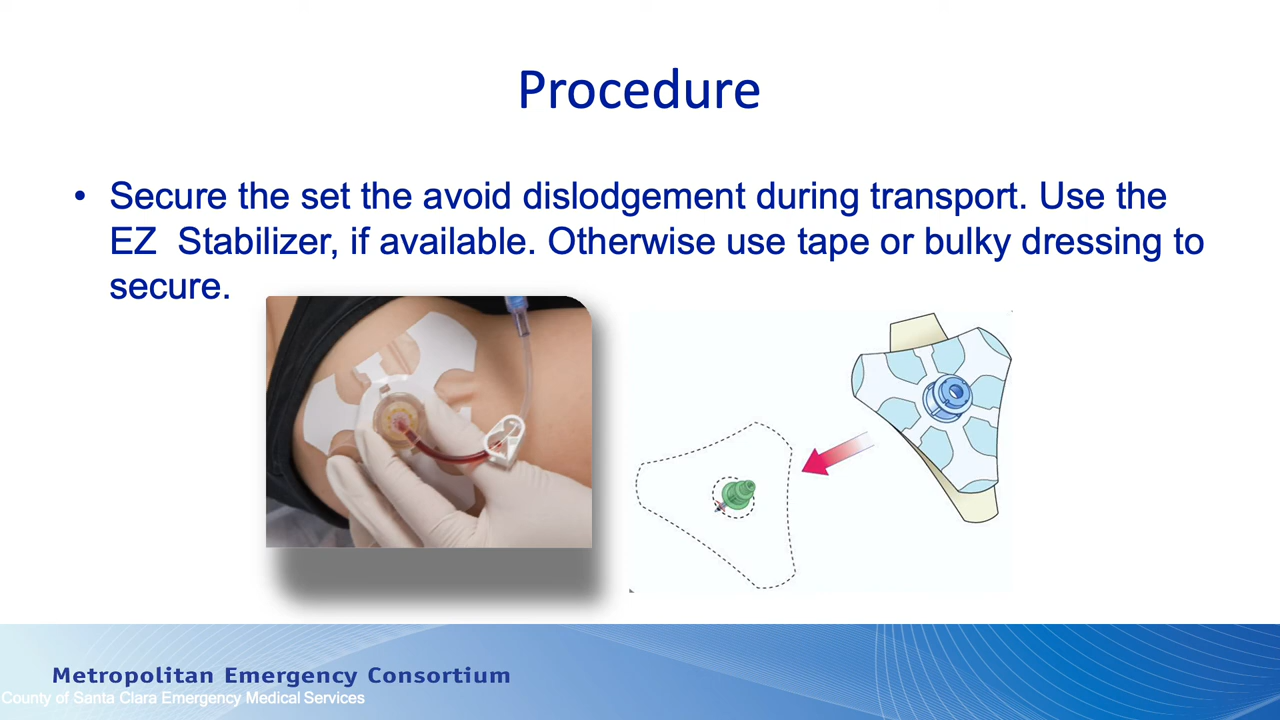 Procedure
• Secure the set the avoid dislodgement during transport. Use the
EZ  Stabilizer, if available. Otherwise use tape or bulky dressing to
secure.
Metropolitan Emergency Consortium
County of Santa Clara Emergency Medical Services